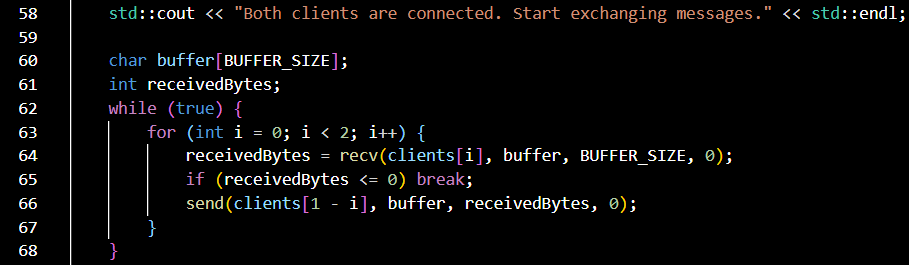 58 std::cout << "Both clients are connected. Start exchanging messages." << std::endl;
59
60 char buffer[BUFFER_SIZE];
61 int receivedBytes;
62 while (true) {
63 for (int i = 0; i < 2; i++) {
64 receivedBytes = recv(clients[i], buffer, BUFFER_SIZE, 0);
65 if (receivedBytes <= 0) break;
66 send(clients[1 - i], buffer, receivedBytes, 0);
67 }
68 }